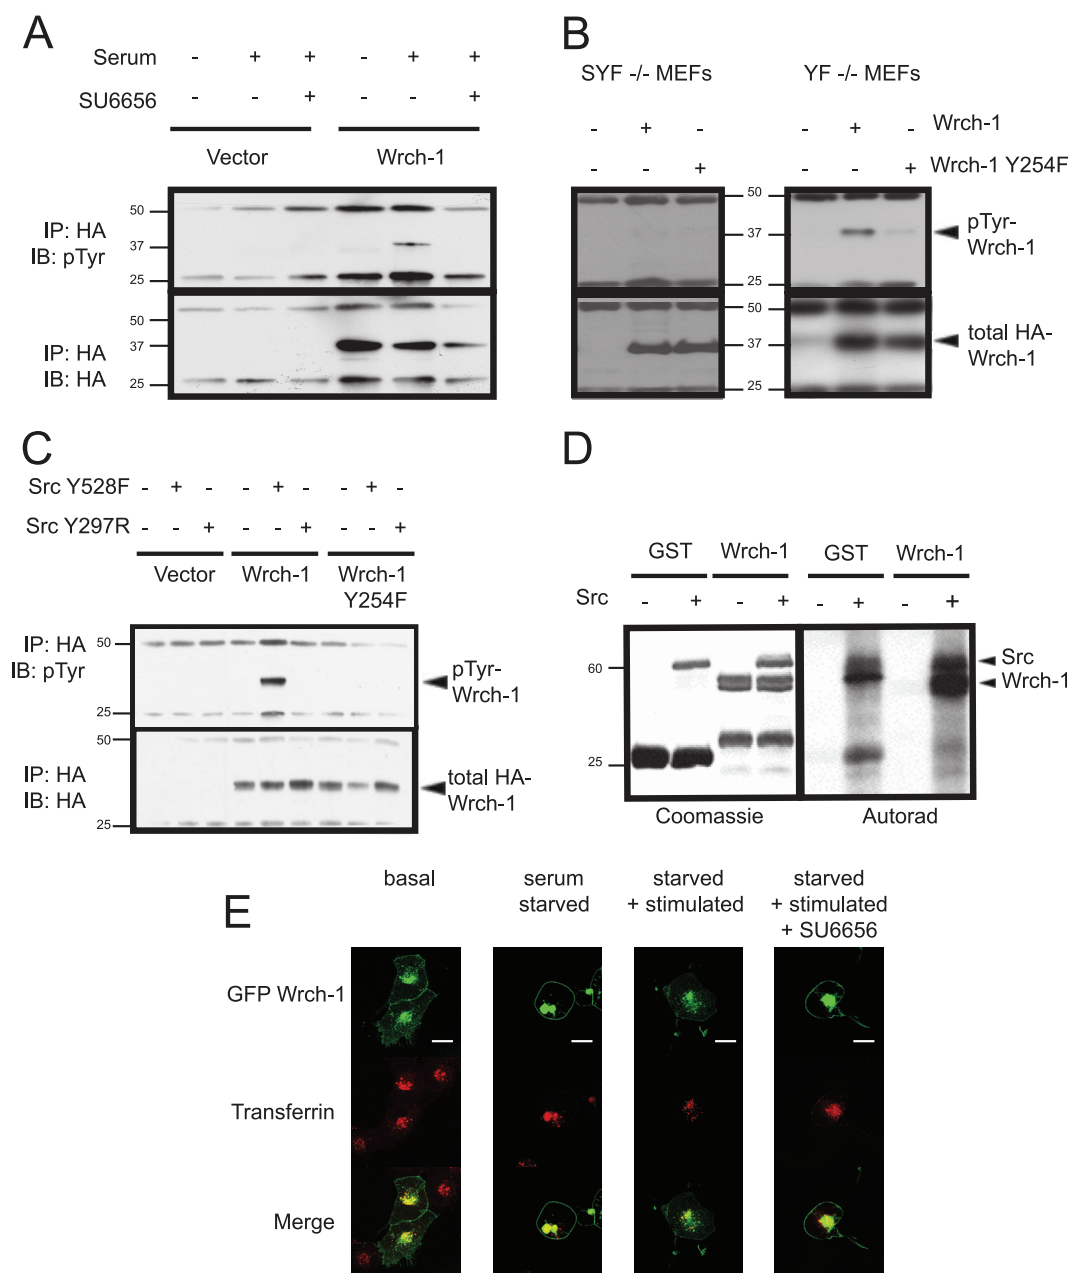 A
Serum - + + - + +
SU6656 - - + - - +
Vector Wrch-1
IP: HA
IB: pTyr
50
37
25
IP: HA
IB: HA
50
37
25
B
SYF -/- MEFs YF -/- MEFs
- + - - + - Wrch-1
- - + - - + Wrch-1 Y254F
50
37
25
pTyr-
Wrch-1
50
37
25
total HA-
Wrch-1
C
Src Y528F - + - - + - - + -
Src Y297R - - + - - + - - +
Vector Wrch-1 Wrch-1
Y254F
IP: HA
IB: pTyr
50
25
pTyr-
Wrch-1
IP: HA
IB: HA
50
25
total HA-
Wrch-1
D
GST Wrch-1 GST Wrch-1
Src - + - + - + - +
60
25
Src
Wrch-1
Coomassie Autorad
E
basal
serum
starved
starved
+ stimulated
starved
+ stimulated
+ SU6656
GFP Wrch-1
Transferrin
Merge